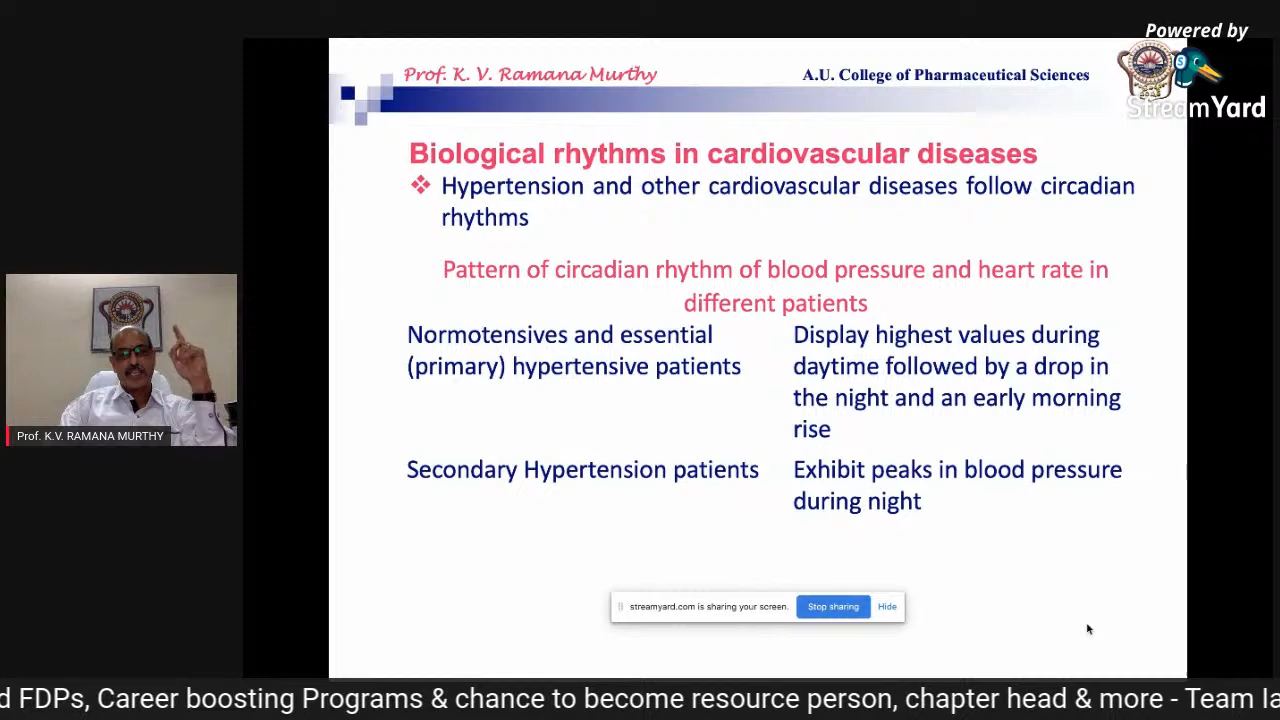 Powered by
StreamYard
Prof. K. V. Ramana Murthy
A.U. College of Pharmaceutical Sciences
Biological rhythms in cardiovascular diseases
Hypertension and other cardiovascular diseases follow circadian
rhythms
Pattern of circadian rhythm of blood pressure and heart rate in
different patients
Normotensives and essential
(primary) hypertensive patients
Display highest values during
daytime followed by a drop in
the night and an early morning
rise
Secondary Hypertension patients
Exhibit peaks in blood pressure
during night
Prof. K.V. RAMANA MURTHY
streamyard.com is sharing your screen.
Stop sharing
Hide
d FDPs, Career boosting Programs & chance to become resource person, chapter head & more - Team la